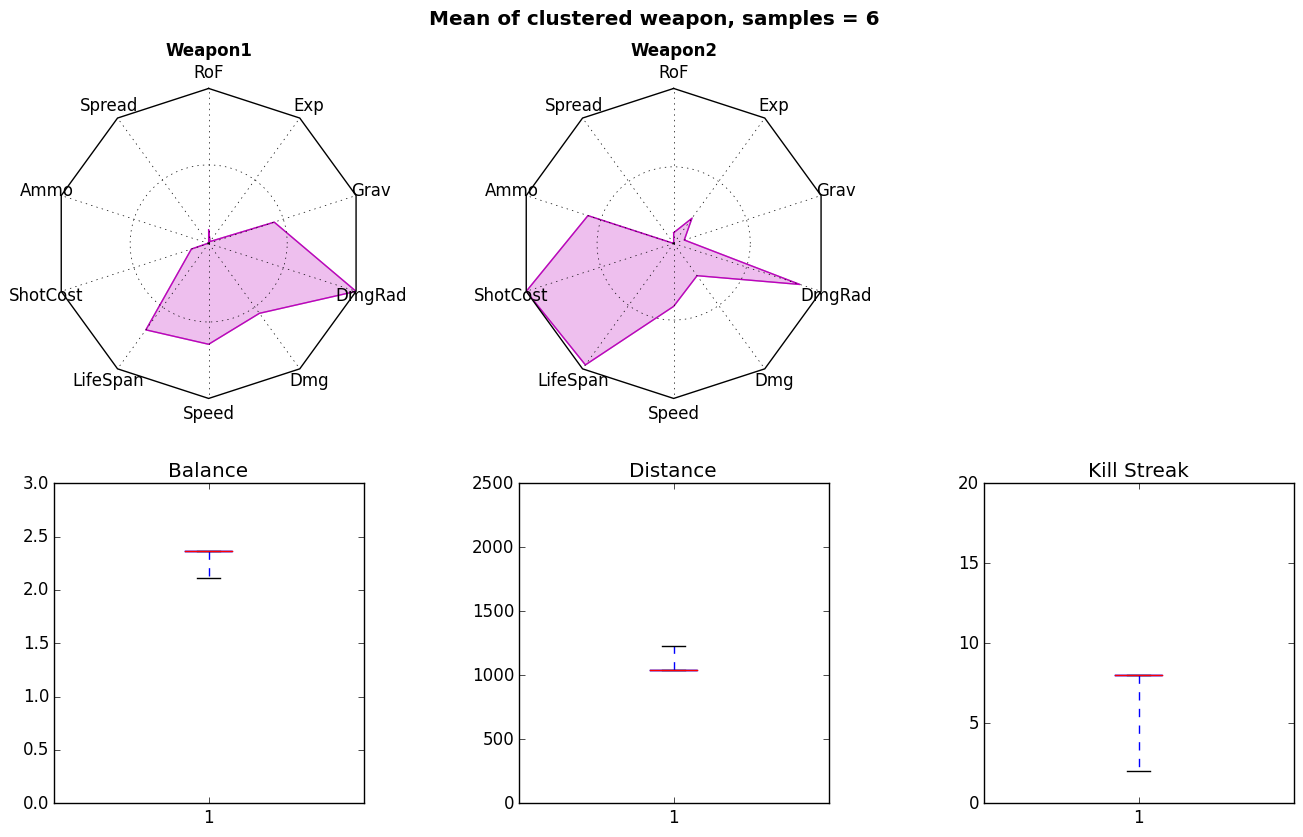 Mean of clustered weapon, samples = 6
Weapon1
RoF
Spread
Exp
Ammo
Grav
ShotCost
DmgRad
LifeSpan
Dmg
Speed
Weapon2
RoF
Spread
Exp
Ammo
Grav
ShotCost
DmgRad
LifeSpan
Dmg
Speed
Balance
3.0
2.5
2.0
1.5
1.0
0.5
0.0
1
Distance
2500
2000
1500
1000
500
0
1
Kill Streak
20
15
10
5
0
1